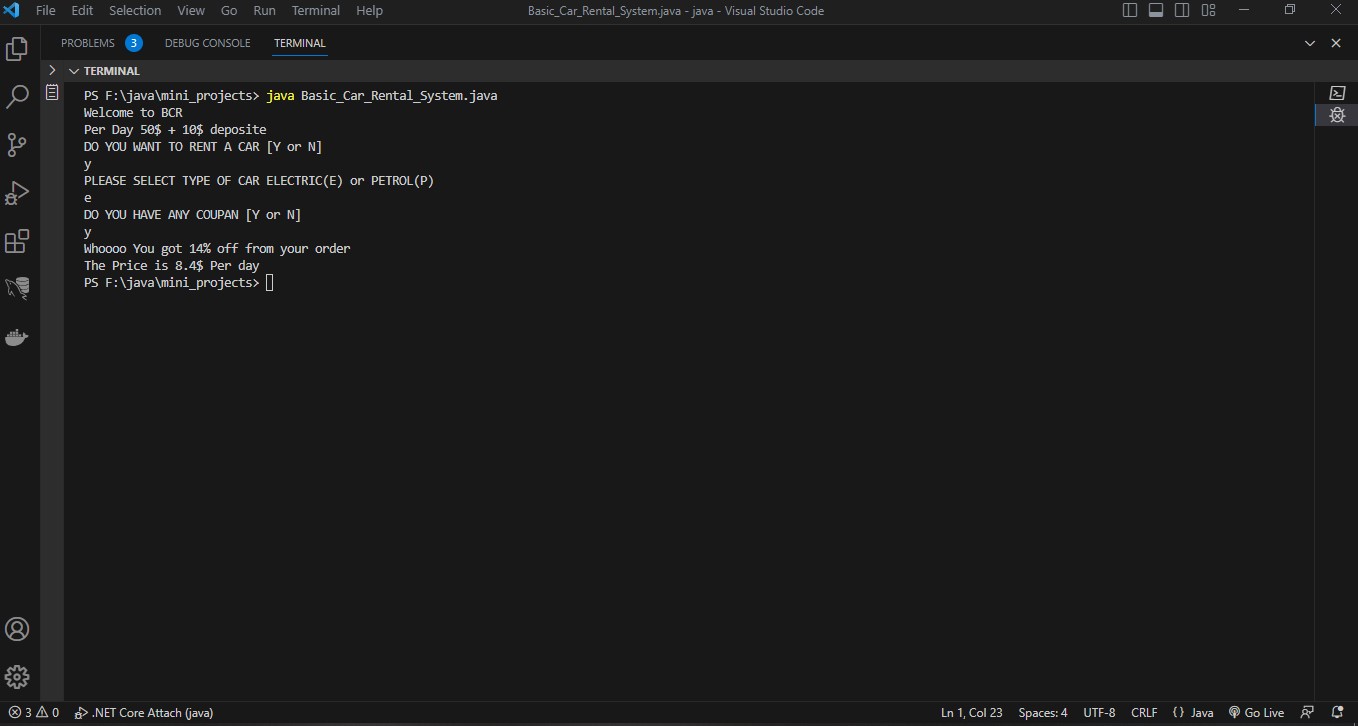 File Edit Selection View Go Run Terminal Help Basic_Car_Rental_System.java - java - Visual Studio Code
PROBLEMS 3 DEBUG CONSOLE TERMINAL
TERMINAL
PS F:\java\mini_projects> java Basic_Car_Rental_System.java
Welcome to BCR
Per Day 50$ + 10$ deposite
DO YOU WANT TO RENT A CAR [Y or N]
y
PLEASE SELECT TYPE OF CAR ELECTRIC(E) or PETROL(P)
e
DO YOU HAVE ANY COUPAN [Y or N]
y
Whoooo You got 14% off from your order
The Price is 8.4$ Per day
PS F:\java\mini_projects>
3 0 .NET Core Attach (java) Ln 1, Col 23 Spaces: 4 UTF-8 CRLF {} Java Go Live